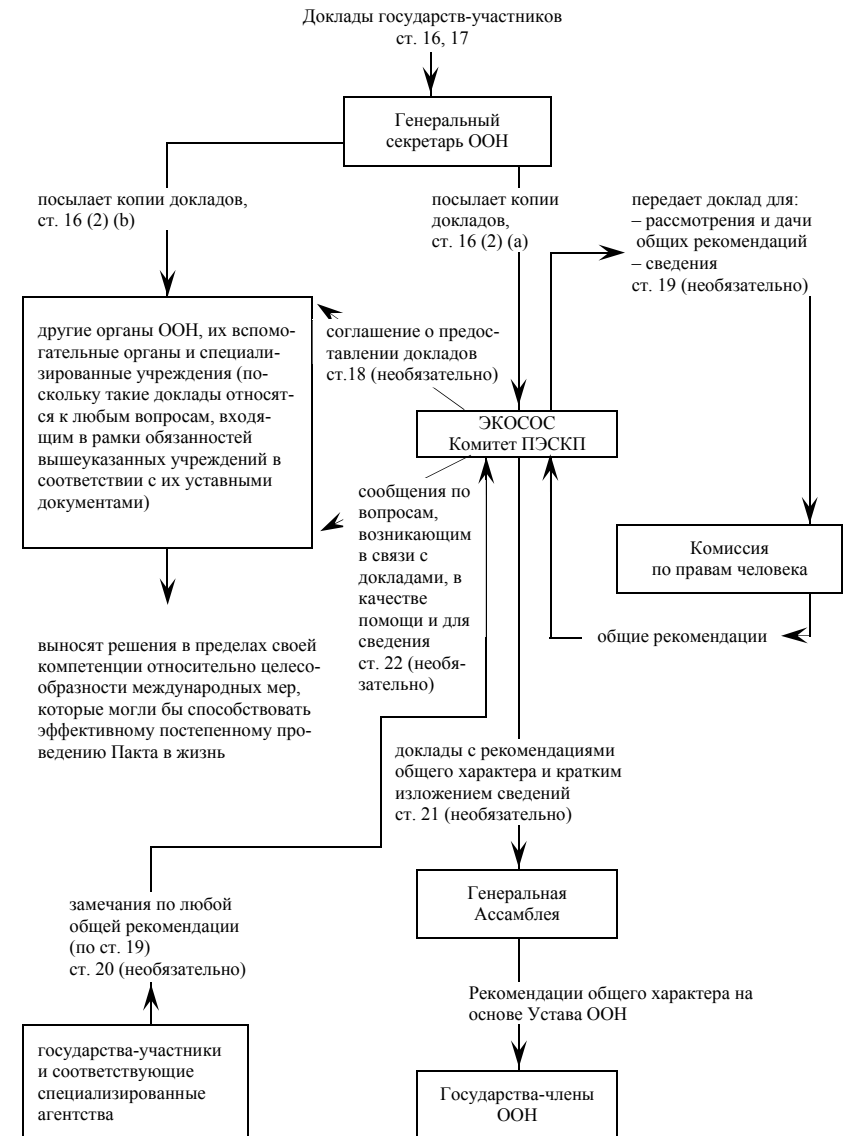 Доклады государств-участников
ст. 16, 17
Генеральный
секретарь ООН
посылает копии докладов,
ст. 16 (2) (b)
посылает копии
докладов,
ст. 16 (2) (a)
передает доклад для:
– рассмотрения и дачи
общих рекомендаций
– сведения
ст. 19 (необязательно)
другие органы ООН, их вспомо-
гательные органы и специали-
зированные учреждения (по-
скольку такие доклады относят-
ся к любым вопросам, входя-
щим в рамки обязанностей
вышеуказанных учреждений в
соответствии с их уставными
документами)
соглашение о предос-
тавлении докладов
ст.18 (необязательно)
ЭКОСОС
Комитет ПЭСКП
сообщения по
вопросам,
возникающим
в связи с
докладами, в
качестве
помощи и для
сведения
ст. 22 (необя-
зательно)
Комиссия
по правам человека
общие рекомендации
выносят решения в пределах своей
компетенции относительно целесо-
образности международных мер,
которые могли бы способствовать
эффективному постепенному про-
ведению Пакта в жизнь
доклады с рекомендациями
общего характера и кратким
изложением сведений
ст. 21 (необязательно)
замечания по любой
общей рекомендации
(по ст. 19)
ст. 20 (необязательно)
Генеральная
Ассамблея
Рекомендации общего характера на
основе Устава ООН
государства-участники
и соответствующие
специализированные
агентства
Государства-члены
ООН